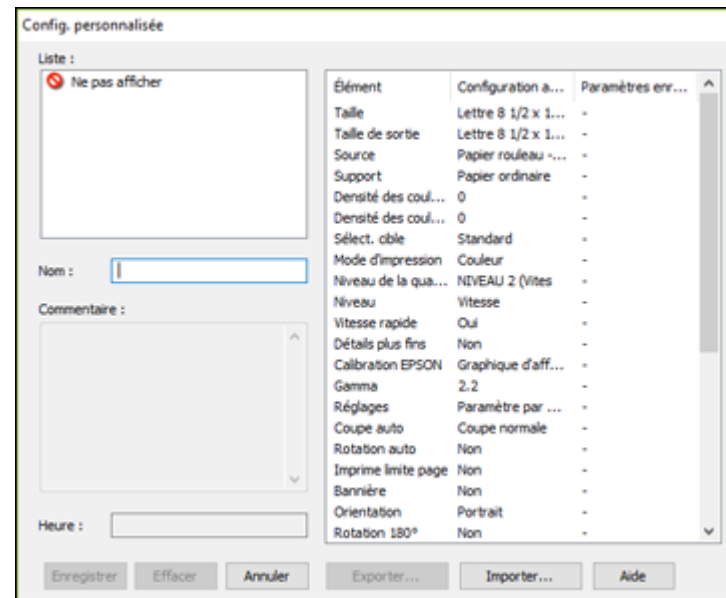 Config. personnalisée
Liste :
Ne pas afficher
Nom :
Commentaire :
Heure :
Élément Configuration a... Paramètres enr...
Taille Lettre 8 1/2 x 1... -
Taille de sortie Lettre 8 1/2 x 1... -
Source Papier rouleau -... -
Support Papier ordinaire -
Densité des coul... 0 -
Densité des coul... 0 -
Sélect. cible Standard -
Mode d'impression Couleur -
Niveau de la qua... NIVEAU 2 (Vites -
Niveau Vitesse -
Vitesse rapide Oui -
Détails plus fins Non -
Calibration EPSON Graphique d'aff... -
Gamma 2.2 -
Réglages Paramètre par ... -
Coupe auto Coupe normale -
Rotation auto Non -
Imprime limite page Non -
Bannière Non -
Orientation Portrait -
Rotation 180° Non -
Enregistrer Effacer Annuler Exporter... Importer... Aide